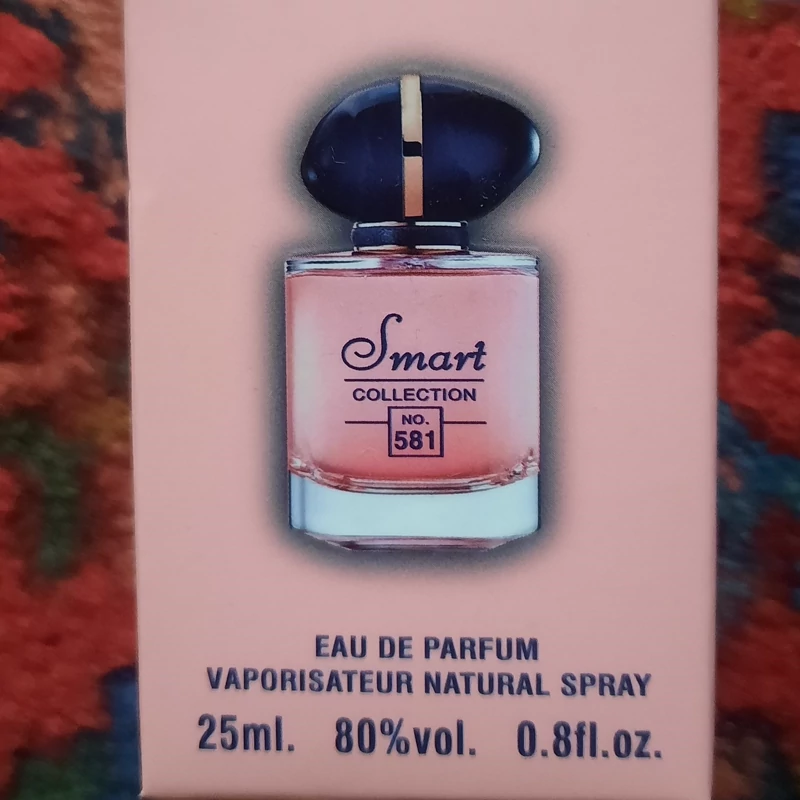 Smart
COLLECTION
NO.
581
EAU DE PARFUM
VAPORISATEUR NATURAL SPRAY
25ml. 80%vol. 0.8fl.oz.